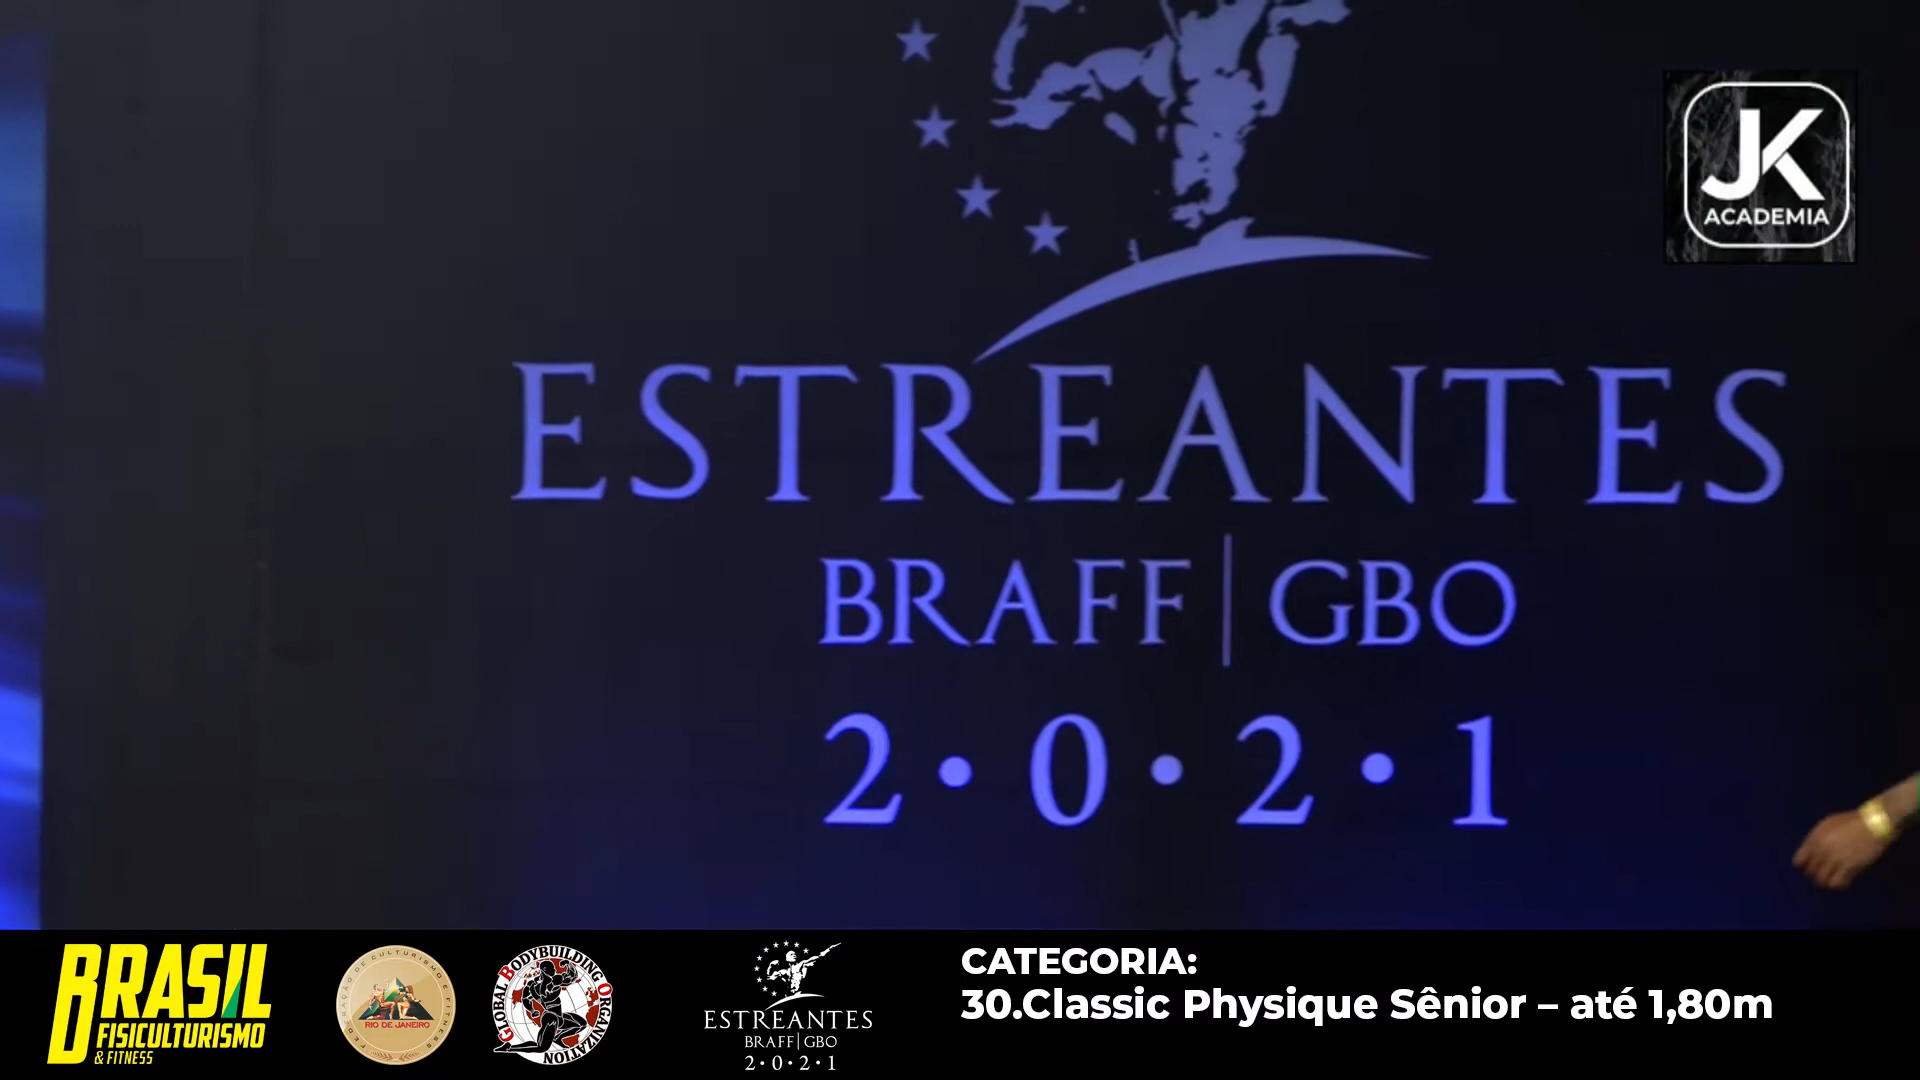 JK
ACADEMIA
ESTREANTES
BRAFF|GBO
2•0•2•1
BRASIL
FISICULTURISMO
& FITNESS
RIO DE JANEIRO
GLOBAL BODYBUILDING ORGANIZATION
ESTREANTES
BRAFF|GBO
2•0•2•1
CATEGORIA:
30.Classic Physique Sênior – até 1,80m